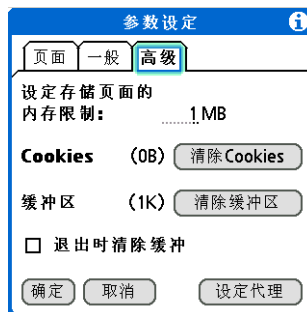 参数设定
页面 一般 高级
设定存储页面的
内存限制: 1 MB
Cookies (0B) 清除Cookies
缓冲区 (1K) 清除缓冲区
退出时清除缓冲
确定 取消 设定代理